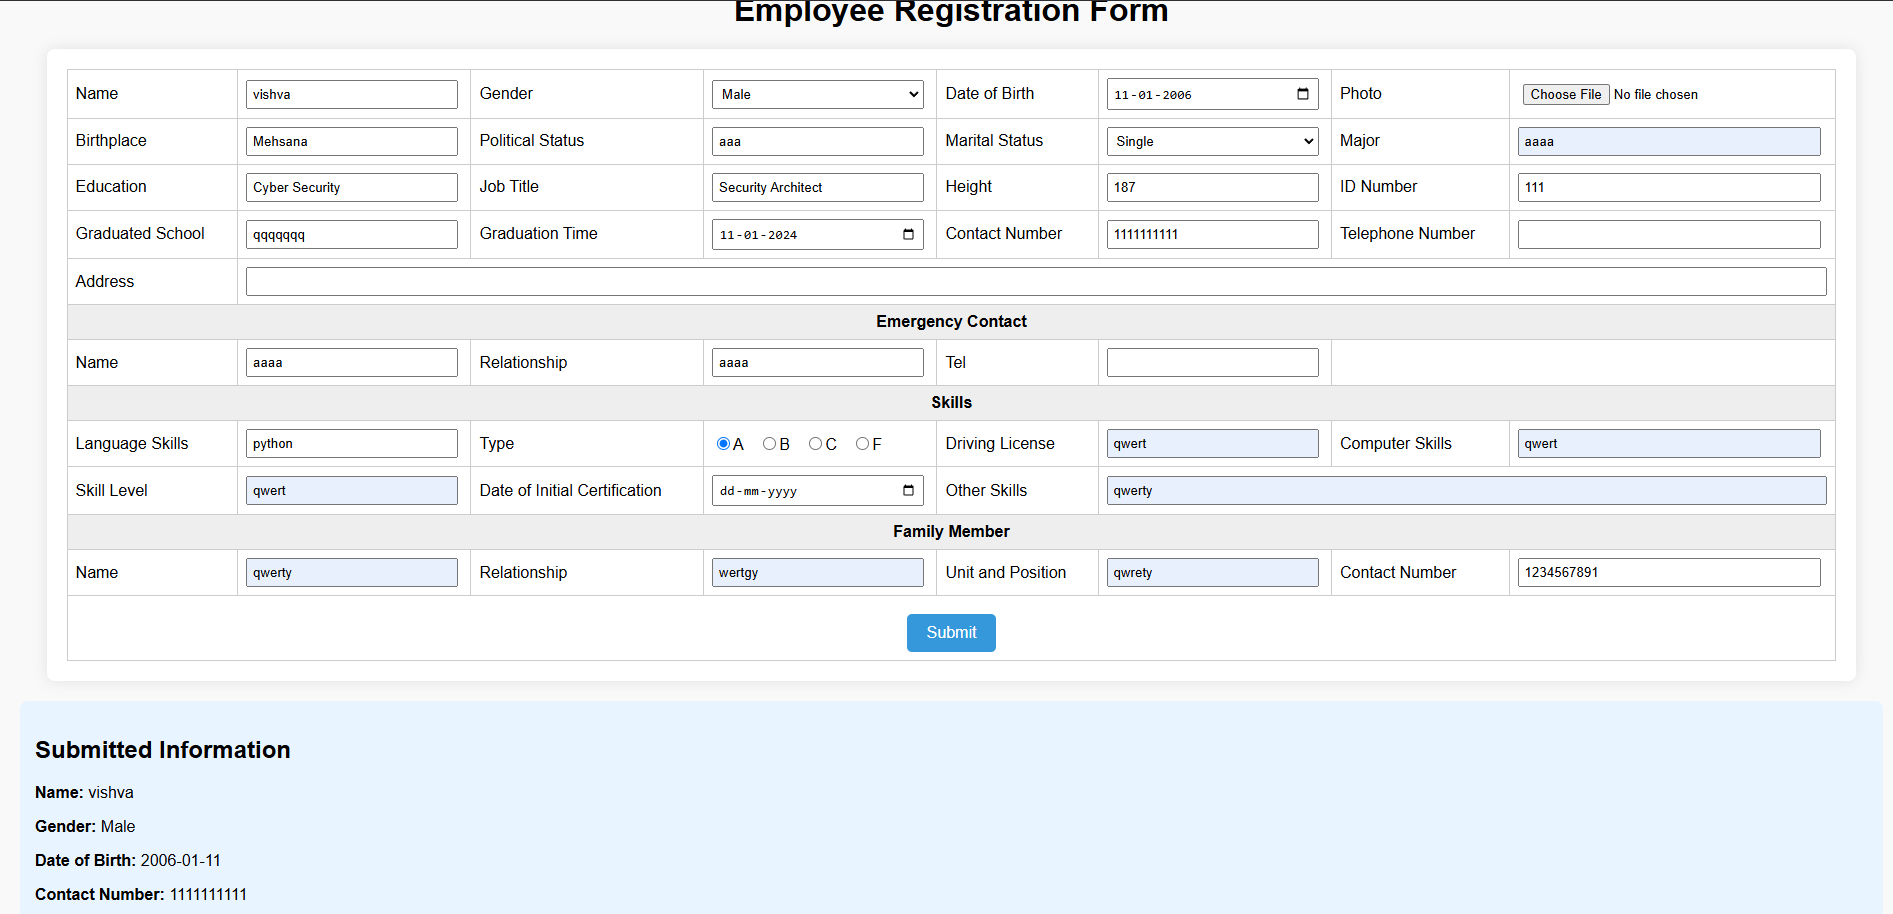 Employee Registration Form
Name vishva Gender Male Date of Birth 11-01-2006 Photo Choose File No file chosen
Birthplace Mehsana Political Status aaa Marital Status Single Major aaaa
Education Cyber Security Job Title Security Architect Height 187 ID Number 111
Graduated School qqqqqqq Graduation Time 11-01-2024 Contact Number 1111111111 Telephone Number
Address
Emergency Contact
Name aaaa Relationship aaaa Tel
Skills
Language Skills python Type A B C F Driving License qwert Computer Skills qwert
Skill Level qwert Date of Initial Certification dd-mm-yyyy Other Skills qwerty
Family Member
Name qwerty Relationship wertgy Unit and Position qwrety Contact Number 1234567891
Submit
Submitted Information
Name: vishva
Gender: Male
Date of Birth: 2006-01-11
Contact Number: 1111111111